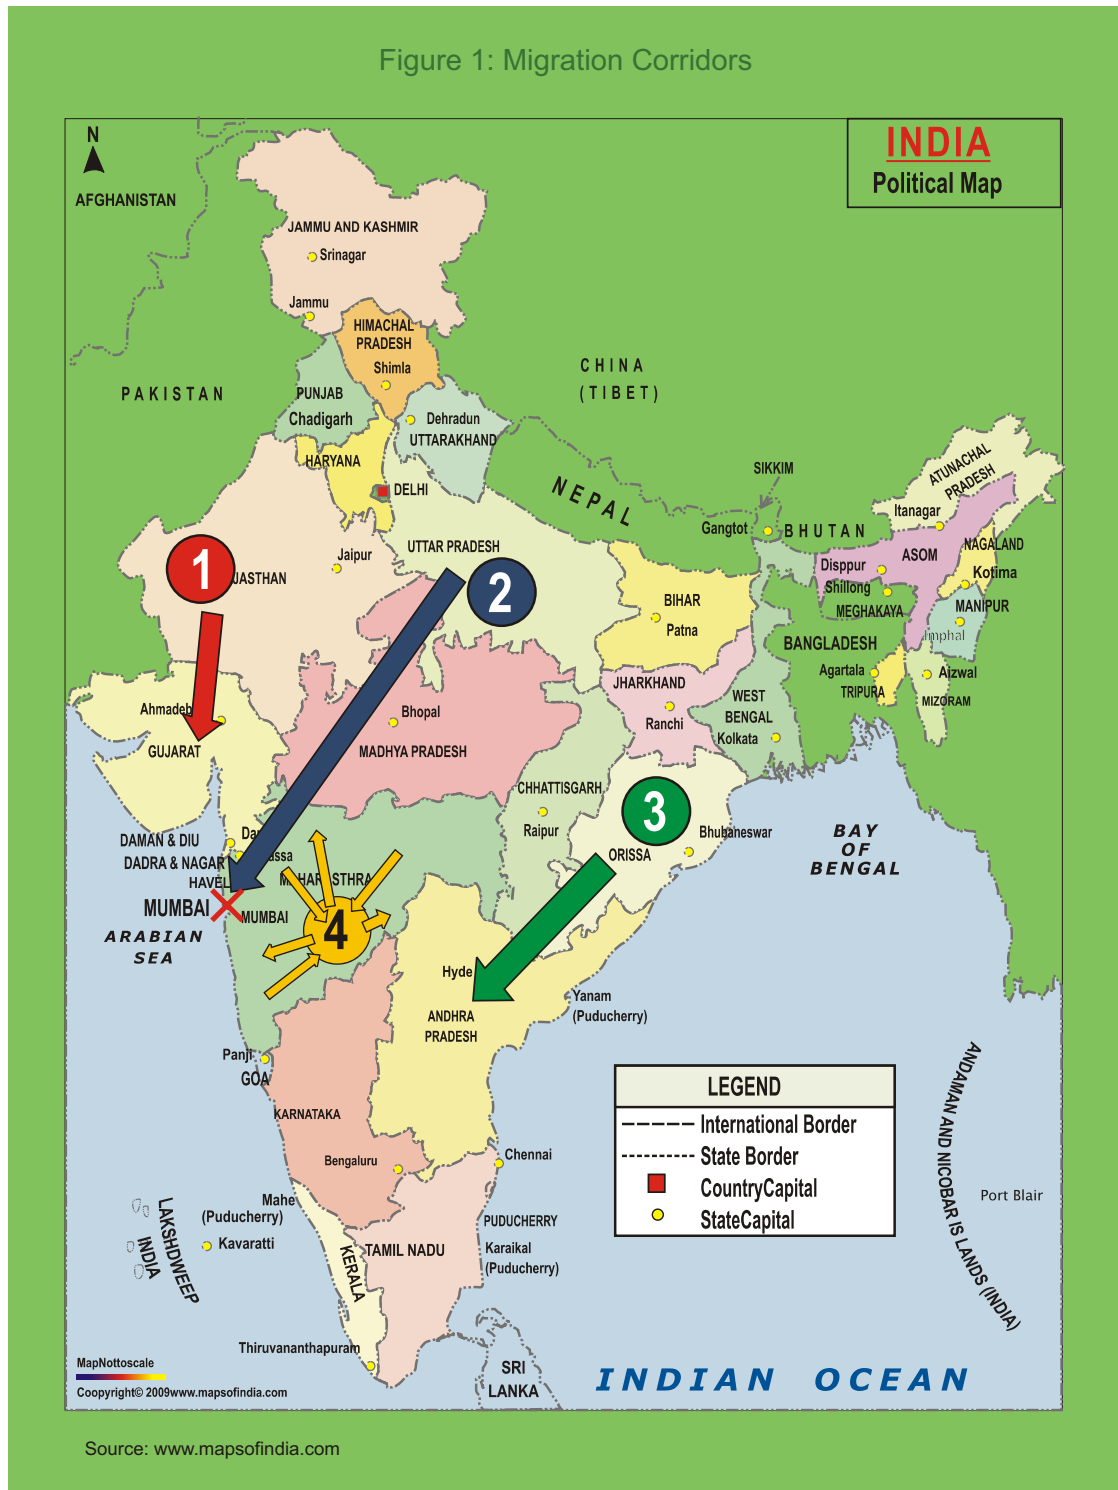 Figure 1: Migration Corridors
N
INDIA
Political Map
AFGHANISTAN
JAMMU AND KASHMIR
Srinagar
Jammu
HIMACHAL
PRADESH
Shimla
CHINA
(TIBET)
PAKISTAN
PUNJAB
Chadigarh
Dehradun
UTTARAKHAND
HARYANA
DELHI
NEPAL
SIKKIM
ATUNACHAL
PRADESH
Itanagar
Gangtot
BHUTAN
Jaipur
UTTAR PRADESH
ASOM
NAGALAND
Disppur
Kotima
1
JASTHAN
2
Shillong
BIHAR
MEGHAKAYA
MANIPUR
Patna
Imphal
BANGLADESH
Agartala
Aizwal
JHARKHAND
TRIPURA
MIZORAM
WEST
BENGAL
Ahmadeb
Bhopal
Ranchi
Kolkata
GUJARAT
MADHYA PRADESH
CHHATTISGARH
3
Raipur
Bhubaneswar
DAMAN & DIU
Da
BAY
OF
BENGAL
ORISSA
DADRA & NAGAR
assa
HAVEL
MAHARASTHRA
MUMBAI
MUMBAI
4
ARABIAN
SEA
Hyde
Yanam
(Puducherry)
ANDHRA
PRADESH
Panji
GOA
LEGEND
KARNATAKA
International Border
State Border
CountryCapital
StateCapital
Bengaluru
Chennai
ANDAMAN AND NICOBAR IS LANDS (INDIA)
Port Blair
Mahe
(Puducherry)
PUDUCHERRY
LAKSHDWEEP
INDIA
Kavaratti
KERALA
TAMIL NADU
Karaikal
(Puducherry)
Thiruvananthapuram
MapNottoscale
SRI
LANKA
INDIAN OCEAN
Coopyright© 2009www.mapsofindia.com
Source: www.mapsofindia.com